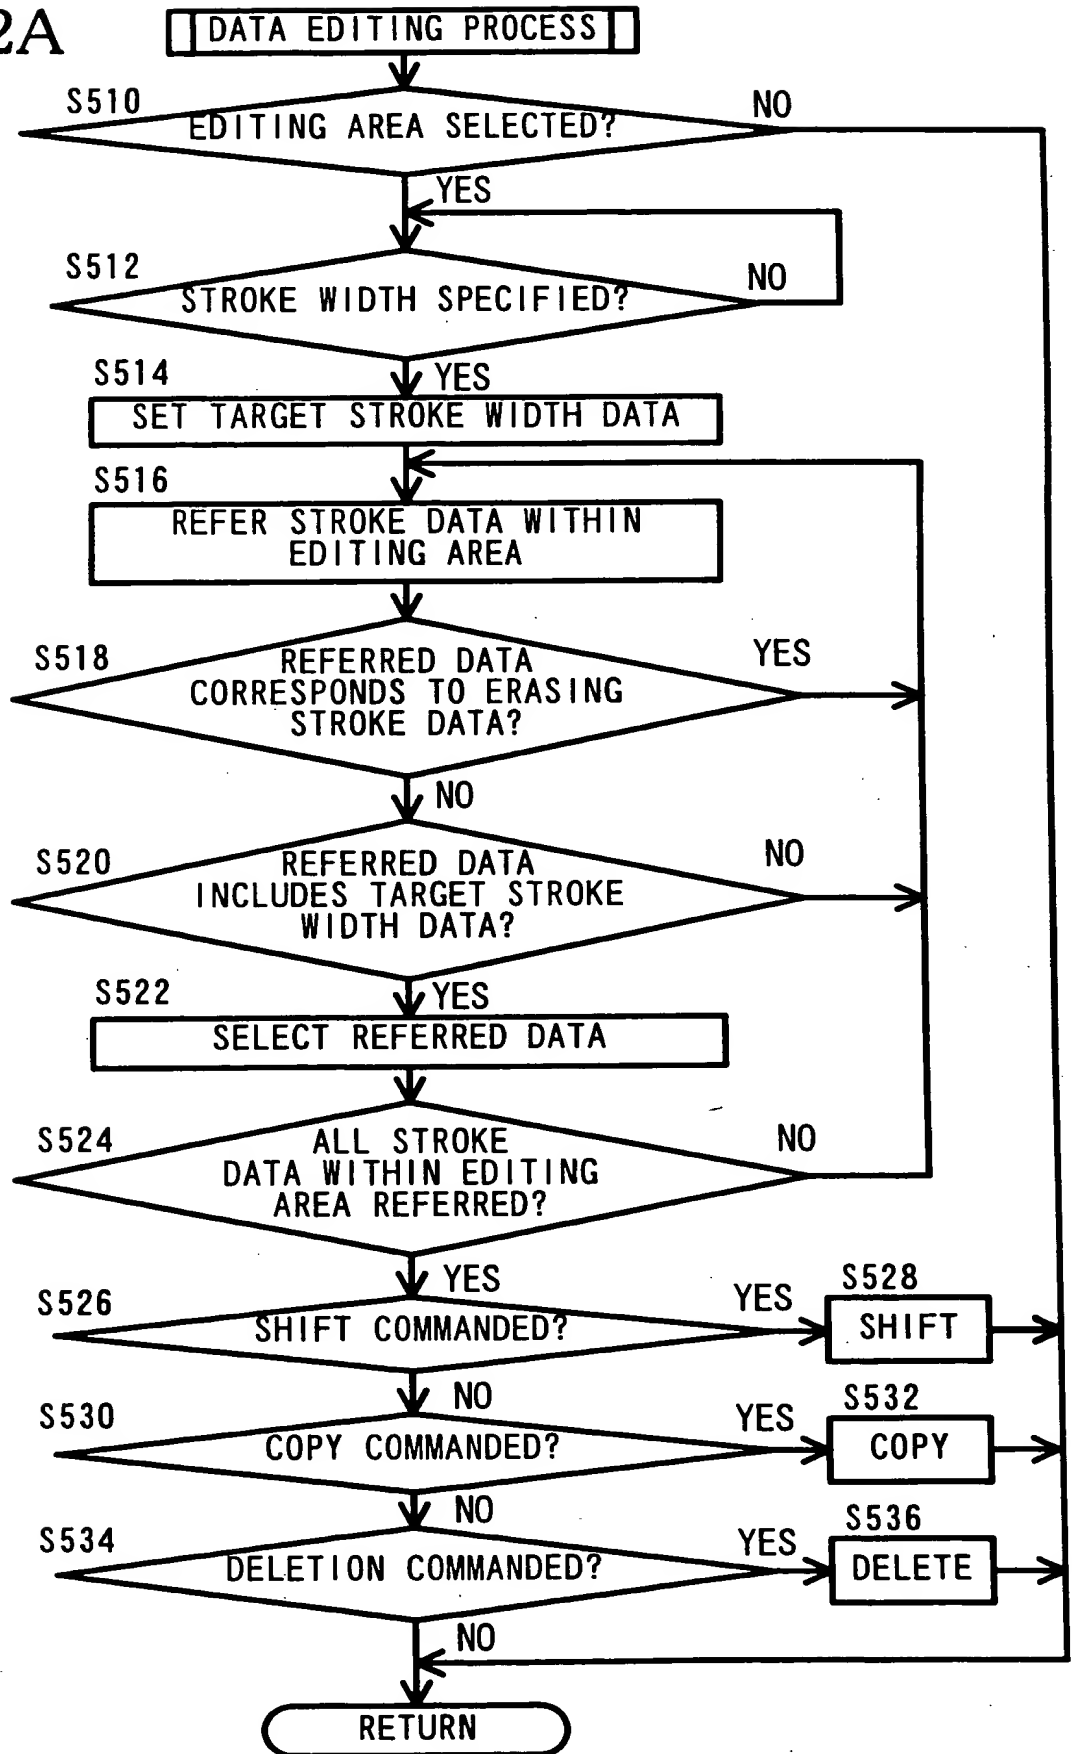 2A
DATA EDITING PROCESS
S510
EDITING AREA SELECTED?
NO
YES
S512
STROKE WIDTH SPECIFIED?
NO
YES
S514
SET TARGET STROKE WIDTH DATA
S516
REFER STROKE DATA WITHIN
EDITING AREA
S518
REFERRED DATA
CORRESPONDS TO ERASING
STROKE DATA?
YES
NO
S520
REFERRED DATA
INCLUDES TARGET STROKE
WIDTH DATA?
NO
YES
S522
SELECT REFERRED DATA
S524
ALL STROKE
DATA WITHIN EDITING
AREA REFERRED?
NO
YES
S526
SHIFT COMMANDED?
YES
S528
SHIFT
NO
S530
COPY COMMANDED?
YES
S532
COPY
NO
S534
DELETION COMMANDED?
YES
S536
DELETE
NO
RETURN